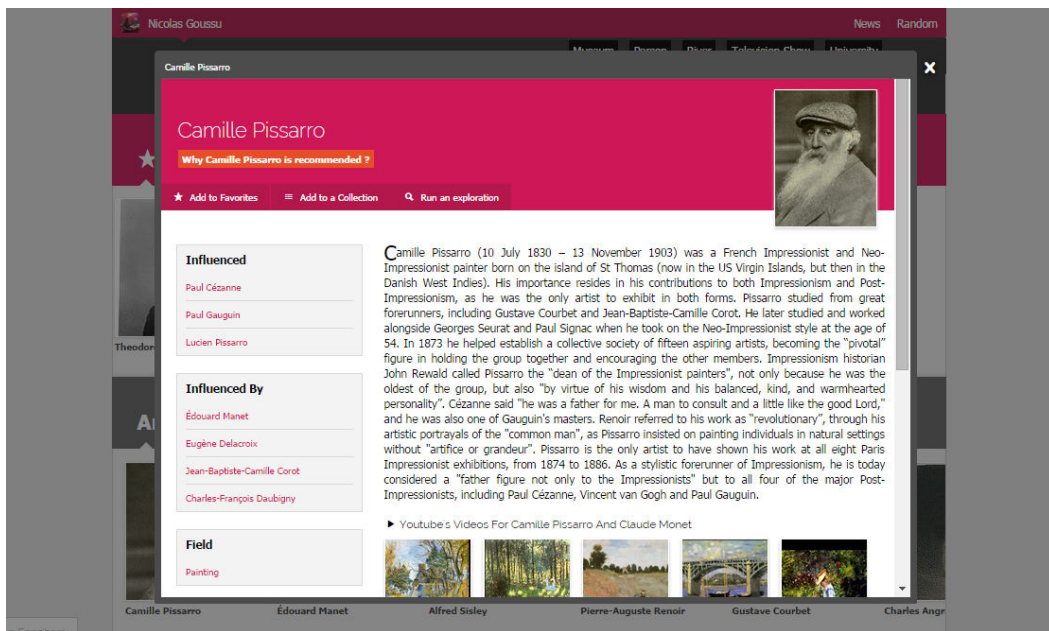 Nicolas Goussu
News Random
Museum Person River Television Show University
Camille Pissarro
Camille Pissarro
Why Camille Pissarro is recommended ?
Add to Favorites
Add to a Collection
Run an exploration
Influenced
Paul Cézanne
Paul Gauguin
Lucien Pissarro
Influenced By
Édouard Manet
Eugène Delacroix
Jean-Baptiste-Camille Corot
Charles-François Daubigny
Field
Painting
Camille Pissarro (10 July 1830 – 13 November 1903) was a French Impressionist and Neo-
Impressionist painter born on the island of St Thomas (now in the US Virgin Islands, but then in the
Danish West Indies). His importance resides in his contributions to both Impressionism and Post-
Impressionism, as he was the only artist to exhibit in both forms. Pissarro studied from great
forerunners, including Gustave Courbet and Jean-Baptiste-Camille Corot. He later studied and worked
alongside Georges Seurat and Paul Signac when he took on the Neo-Impressionist style at the age of
54. In 1873 he helped establish a collective society of fifteen aspiring artists, becoming the "pivotal"
figure in holding the group together and encouraging the other members. Impressionism historian
John Rewald called Pissarro the "dean of the Impressionist painters", not only because he was the
oldest of the group, but also "by virtue of his wisdom and his balanced, kind, and warmhearted
personality". Cézanne said "he was a father for me. A man to consult and a little like the good Lord,"
and he was also one of Gauguin's masters. Renoir referred to his work as "revolutionary", through his
artistic portrayals of the "common man", as Pissarro insisted on painting individuals in natural settings
without "artifice or grandeur". Pissarro is the only artist to have shown his work at all eight Paris
Impressionist exhibitions, from 1874 to 1886. As a stylistic forerunner of Impressionism, he is today
considered a "father figure not only to the Impressionists" but to all four of the major Post-
Impressionists, including Paul Cézanne, Vincent van Gogh and Paul Gauguin.
Youtube's Videos For Camille Pissarro And Claude Monet
Theodor
Camille Pissarro
Édouard Manet
Alfred Sisley
Pierre-Auguste Renoir
Gustave Courbet
Charles Angr